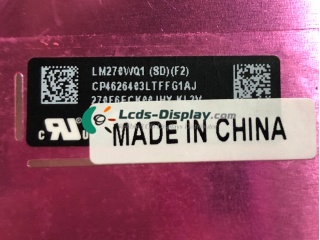 LM270WQ1 (SD)(F2)
CP4626403LTFFG1AJ
Lcds-Display.com
MADE IN CHINA